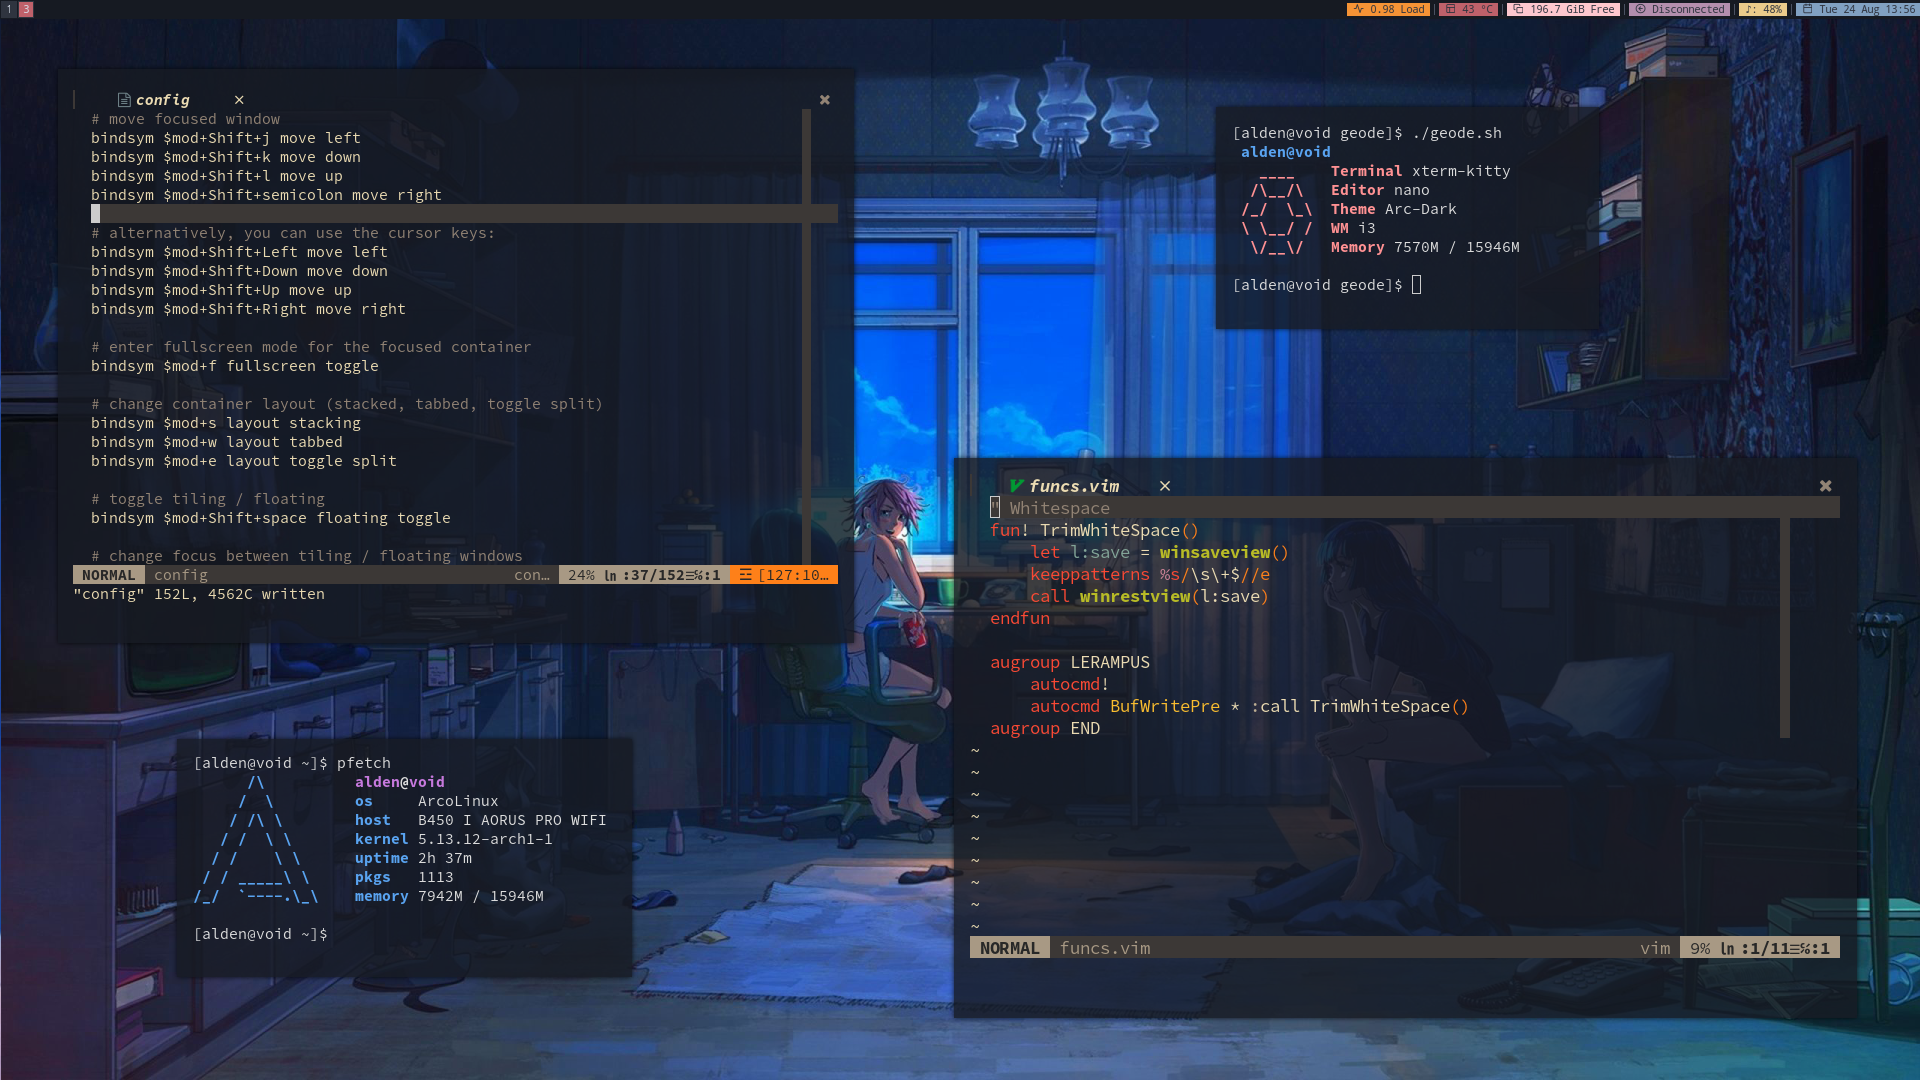 1 3
0.98 Load
43 °C
196.7 GiB Free
Disconnected
♪: 48%
Tue 24 Aug 13:56
config ×
# move focused window
bindsym $mod+Shift+j move left
bindsym $mod+Shift+k move down
bindsym $mod+Shift+l move up
bindsym $mod+Shift+semicolon move right
# alternatively, you can use the cursor keys:
bindsym $mod+Shift+Left move left
bindsym $mod+Shift+Down move down
bindsym $mod+Shift+Up move up
bindsym $mod+Shift+Right move right
# enter fullscreen mode for the focused container
bindsym $mod+f fullscreen toggle
# change container layout (stacked, tabbed, toggle split)
bindsym $mod+s layout stacking
bindsym $mod+w layout tabbed
bindsym $mod+e layout toggle split
# toggle tiling / floating
bindsym $mod+Shift+space floating toggle
# change focus between tiling / floating windows
NORMAL config con… 24% ln :37/152☰%:1 ☲ [127:10…
"config" 152L, 4562C written
[alden@void geode]$ ./geode.sh
alden@void
  ____   Terminal xterm-kitty
 /\__/\  Editor nano
/_/  \_\ Theme Arc-Dark
\ \__/ / WM i3
 \/__\/  Memory 7570M / 15946M
[alden@void geode]$
funcs.vim ×
" Whitespace
fun! TrimWhiteSpace()
    let l:save = winsaveview()
    keeppatterns %s/\s\+$//e
    call winrestview(l:save)
endfun
augroup LERAMPUS
    autocmd!
    autocmd BufWritePre * :call TrimWhiteSpace()
augroup END
~
~
~
~
~
~
~
~
~
NORMAL funcs.vim vim 9% ln :1/11☰%:1
[alden@void ~]$ pfetch
      /\          alden@void
     /  \         os     ArcoLinux
    / /\ \        host   B450 I AORUS PRO WIFI
   / /  \ \       kernel 5.13.12-arch1-1
  / /    \ \      uptime 2h 37m
 / / _____\ \     pkgs   1113
/_/  `----.\_\    memory 7942M / 15946M
[alden@void ~]$